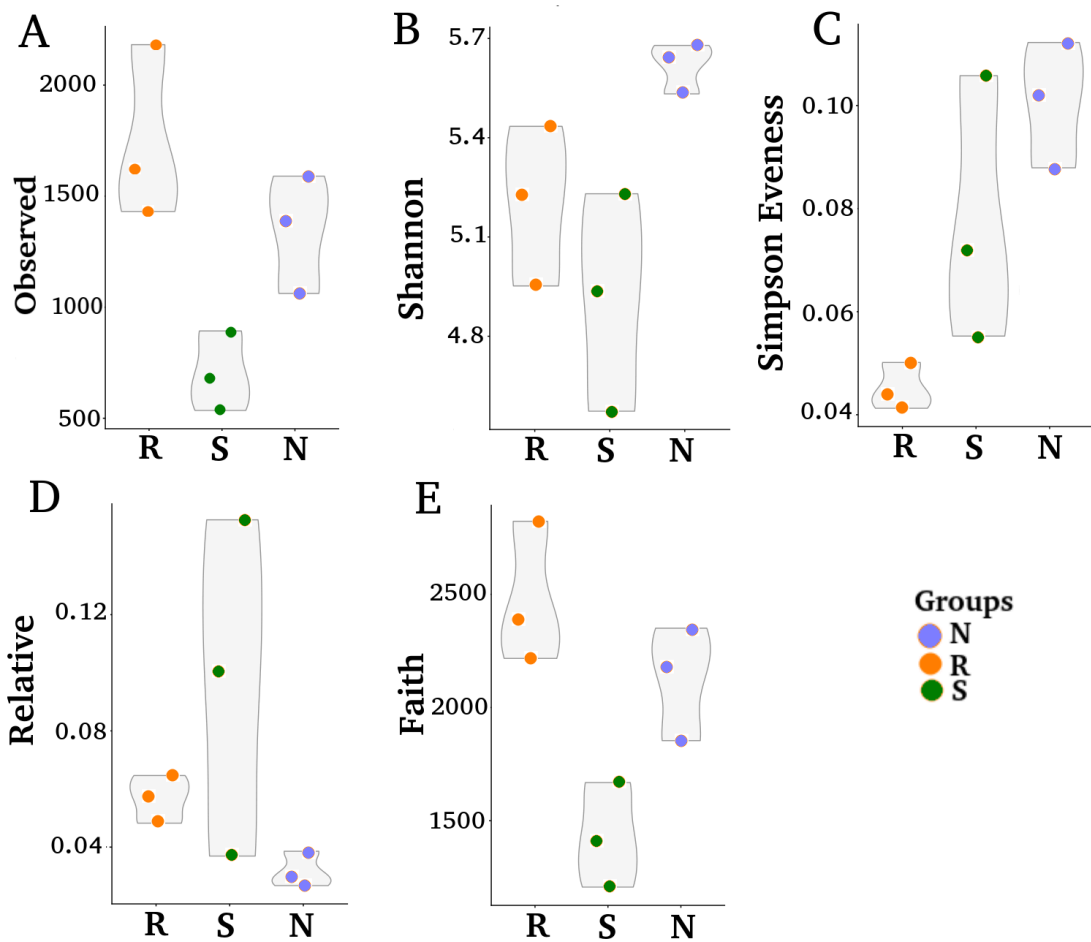 A
Observed
2000
1500
1000
500
R S N
B
Shannon
5.7
5.4
5.1
4.8
R S N
C
Simpson Eveness
0.10
0.08
0.06
0.04
R S N
D
Relative
0.12
0.08
0.04
R S N
E
Faith
2500
2000
1500
R S N
Groups
N
R
S